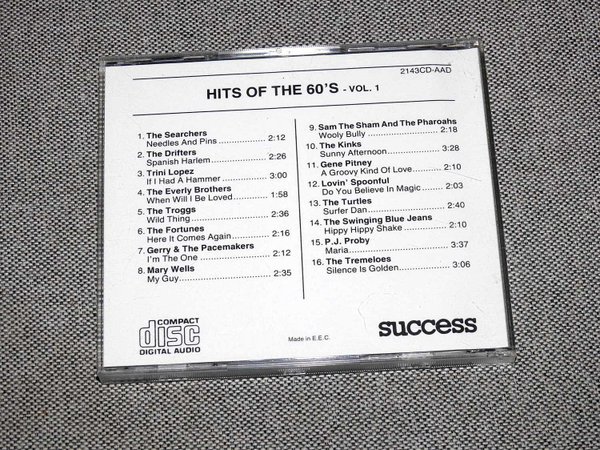 2143CD-AAD
HITS OF THE 60'S - VOL. 1
1. The Searchers
Needles And Pins .................... 2:12
2. The Drifters
Spanish Harlem ...................... 2:26
3. Trini Lopez
If I Had A Hammer ................. 3:00
4. The Everly Brothers
When Will I Be Loved ............ 1:58
5. The Troggs
Wild Thing .............................. 2:36
6. The Fortunes
Here It Comes Again ............. 2:16
7. Gerry & The Pacemakers
I'm The One ........................... 2:12
8. Mary Wells
My Guy ................................... 2:35
9. Sam The Sham And The Pharoahs
Wooly Bully ............................. 2:18
10. The Kinks
Sunny Afternoon ..................... 3:28
11. Gene Pitney
A Groovy Kind Of Love ........... 2:10
12. Lovin' Spoonful
Do You Believe In Magic ........ 2:03
13. The Turtles
Surfer Dan .............................. 2:40
14. The Swinging Blue Jeans
Hippy Hippy Shake ................. 2:10
15. P.J. Proby
Maria ....................................... 3:37
16. The Tremeloes
Silence Is Golden .................... 3:06
COMPACT
disc
DIGITAL AUDIO
Made in E.E.C.
success